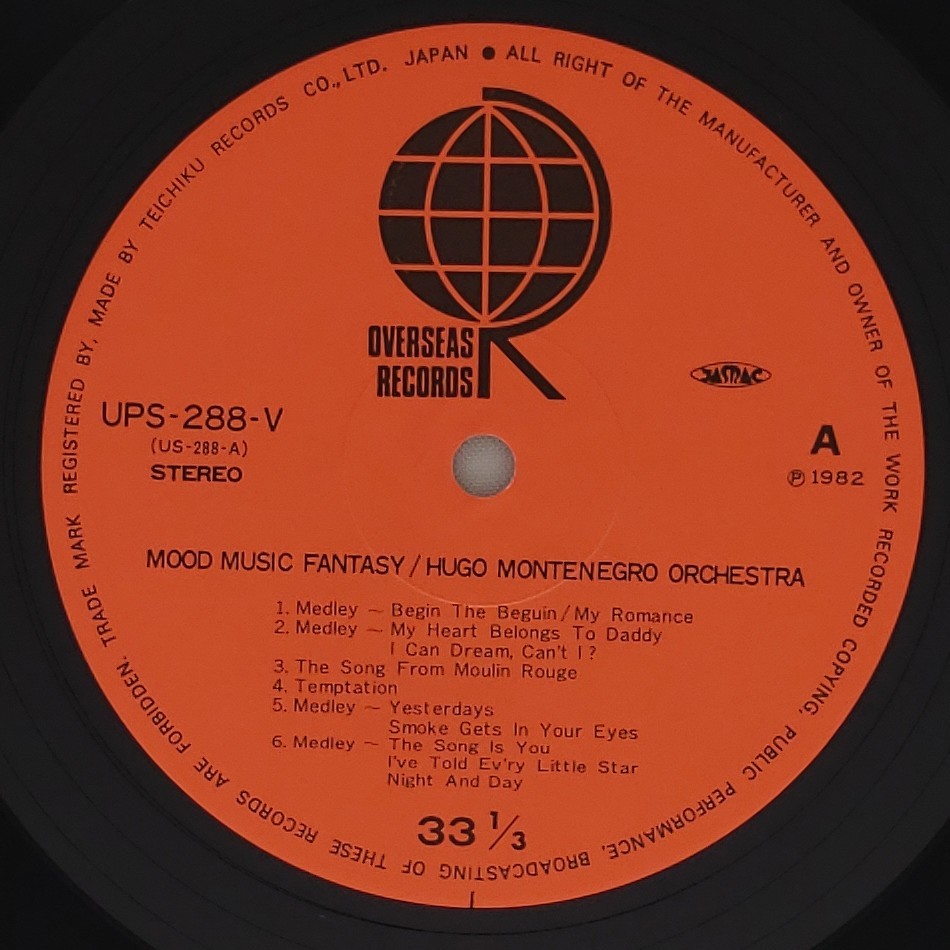 TRADE MARK REGISTERED BY, MADE BY TEICHIKU RECORDS CO., LTD. JAPAN ● ALL RIGHT OF THE MANUFACTURER AND OWNER OF THE WORK RECORDED COPYING, PUBLIC PERFORMANCE, BROADCASTING OF THESE RECORDS ARE FORBIDDEN.
OVERSEAS
RECORDS
R
JASRAC
UPS-288-V
(US-288-A)
STEREO
A
℗ 1982
MOOD MUSIC FANTASY / HUGO MONTENEGRO ORCHESTRA
1. Medley ~ Begin The Beguin / My Romance
2. Medley ~ My Heart Belongs To Daddy
I Can Dream, Can't I?
3. The Song From Moulin Rouge
4. Temptation
5. Medley ~ Yesterdays
Smoke Gets In Your Eyes
6. Medley ~ The Song Is You
I've Told Ev'ry Little Star
Night And Day
33 1/3